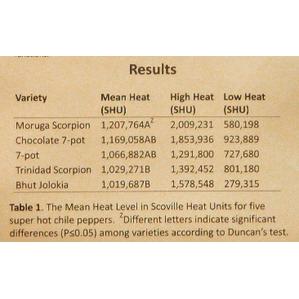 Results
Variety Mean Heat High Heat Low Heat
(SHU) (SHU) (SHU)
Moruga Scorpion 1,207,764A² 2,009,231 580,198
Chocolate 7-pot 1,169,058AB 1,853,936 923,889
7-pot 1,066,882AB 1,291,800 727,680
Trinidad Scorpion 1,029,271B 1,392,452 801,180
Bhut Jolokia 1,019,687B 1,578,548 279,315
Table 1. The Mean Heat Level in Scoville Heat Units for five
super hot chile peppers. ᶻDifferent letters indicate significant
differences (P≤0.05) among varieties according to Duncan's test.